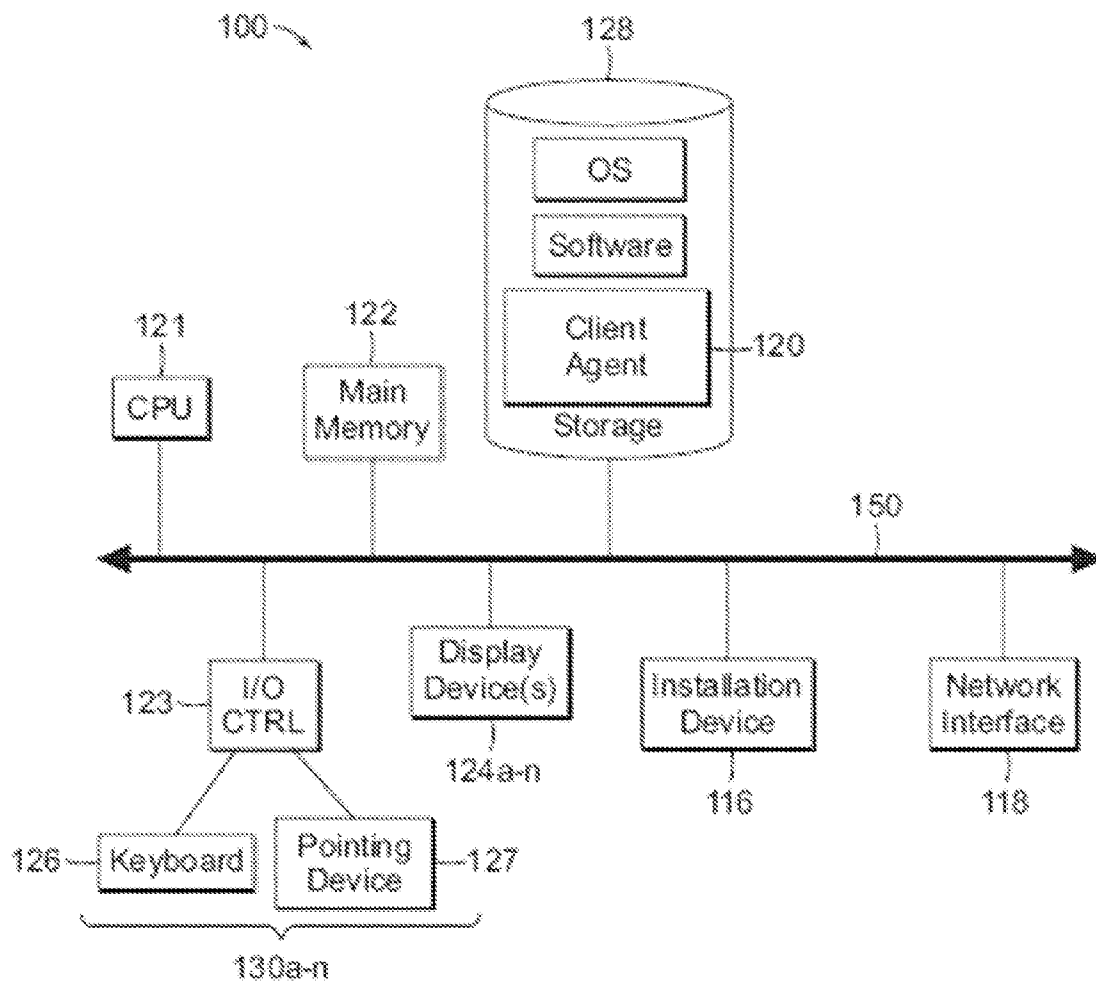 100
128
OS
Software
Client
Agent
120
Storage
121
CPU
122
Main
Memory
150
123
I/O
CTRL
Display
Device(s)
124a-n
Installation
Device
116
Network
Interface
118
126
Keyboard
Pointing
Device
127
130a-n